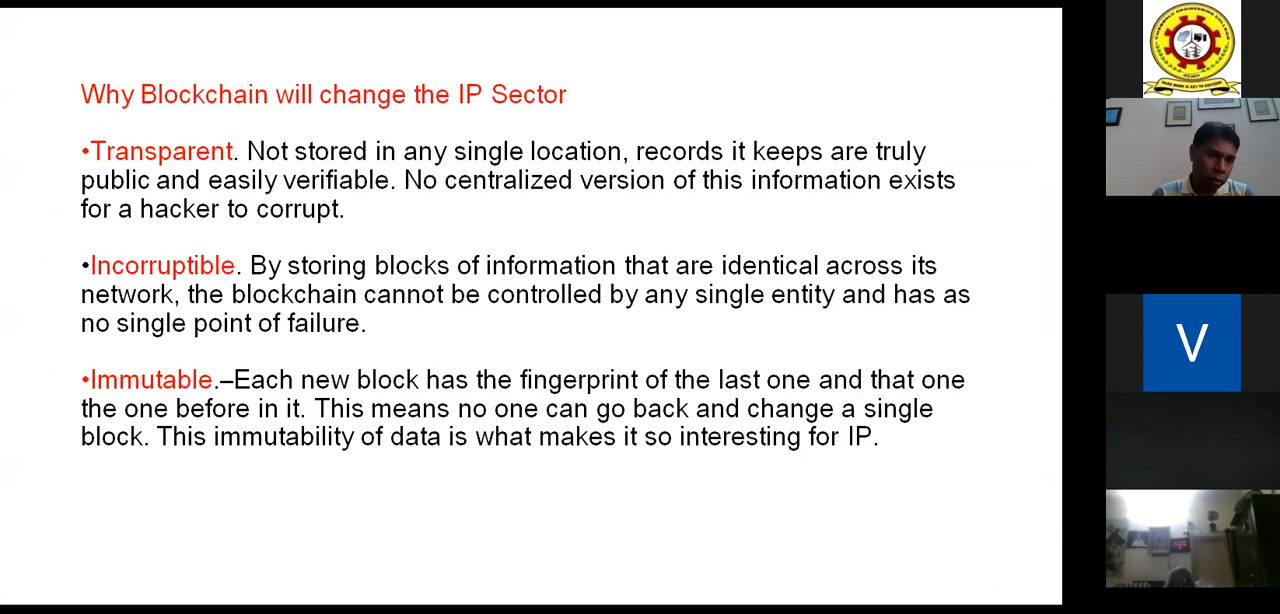 Why Blockchain will change the IP Sector
•Transparent. Not stored in any single location, records it keeps are truly
public and easily verifiable. No centralized version of this information exists
for a hacker to corrupt.
•Incorruptible. By storing blocks of information that are identical across its
network, the blockchain cannot be controlled by any single entity and has as
no single point of failure.
•Immutable.–Each new block has the fingerprint of the last one and that one
the one before in it. This means no one can go back and change a single
block. This immutability of data is what makes it so interesting for IP.
ENGINEERING COLLEGE
V